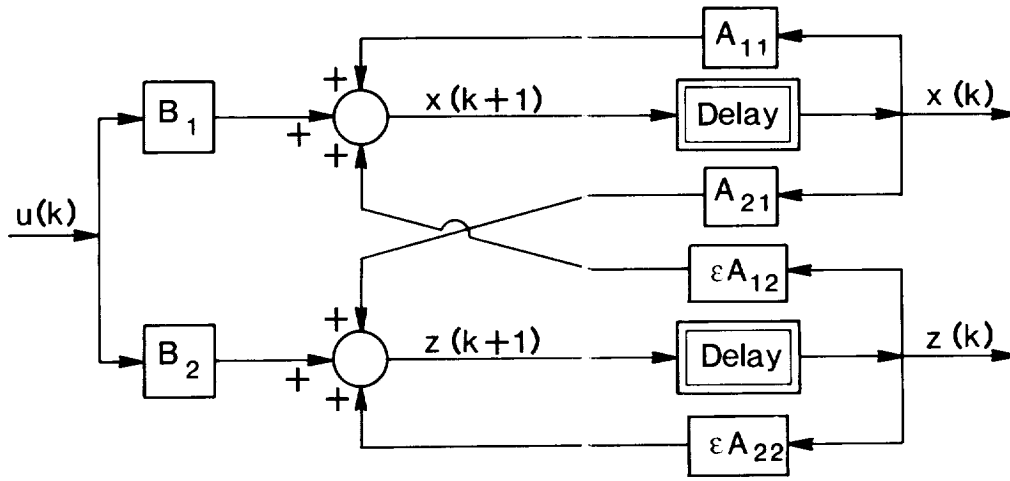 A11
+
x(k+1)
Delay
x(k)
B1
+
+
A21
u(k)
εA12
+
z(k+1)
Delay
z(k)
B2
+
+
εA22